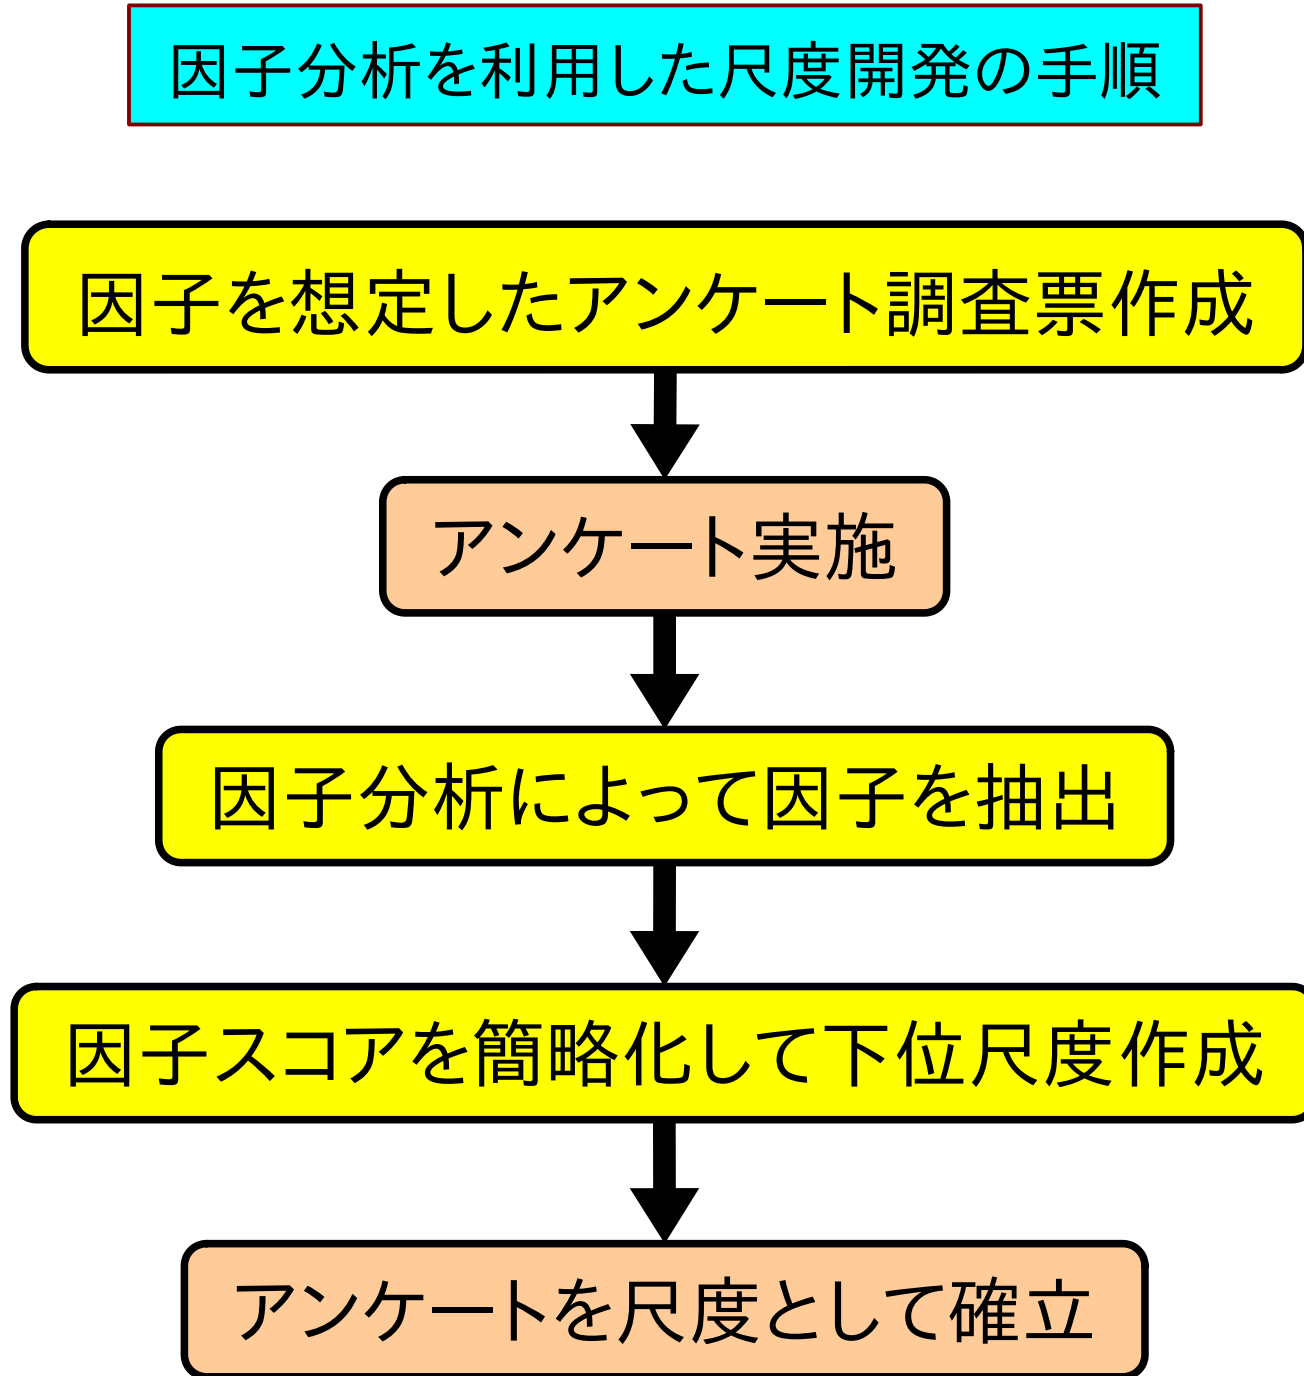 因子分析を利用した尺度開発の手順
因子を想定したアンケート調査票作成
アンケート実施
因子分析によって因子を抽出
因子スコアを簡略化して下位尺度作成
アンケートを尺度として確立